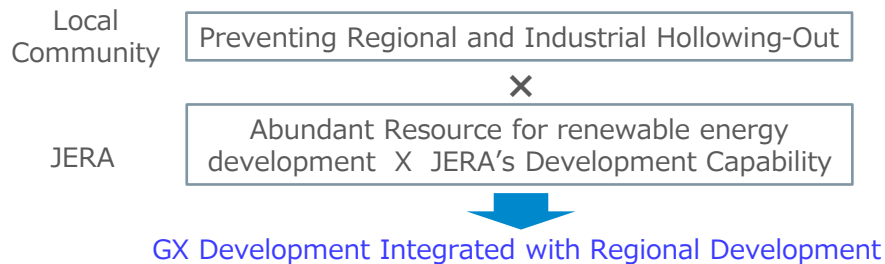 Local
Community
Preventing Regional and Industrial Hollowing-Out
×
JERA
Abundant Resource for renewable energy
development X JERA's Development Capability
GX Development Integrated with Regional Development